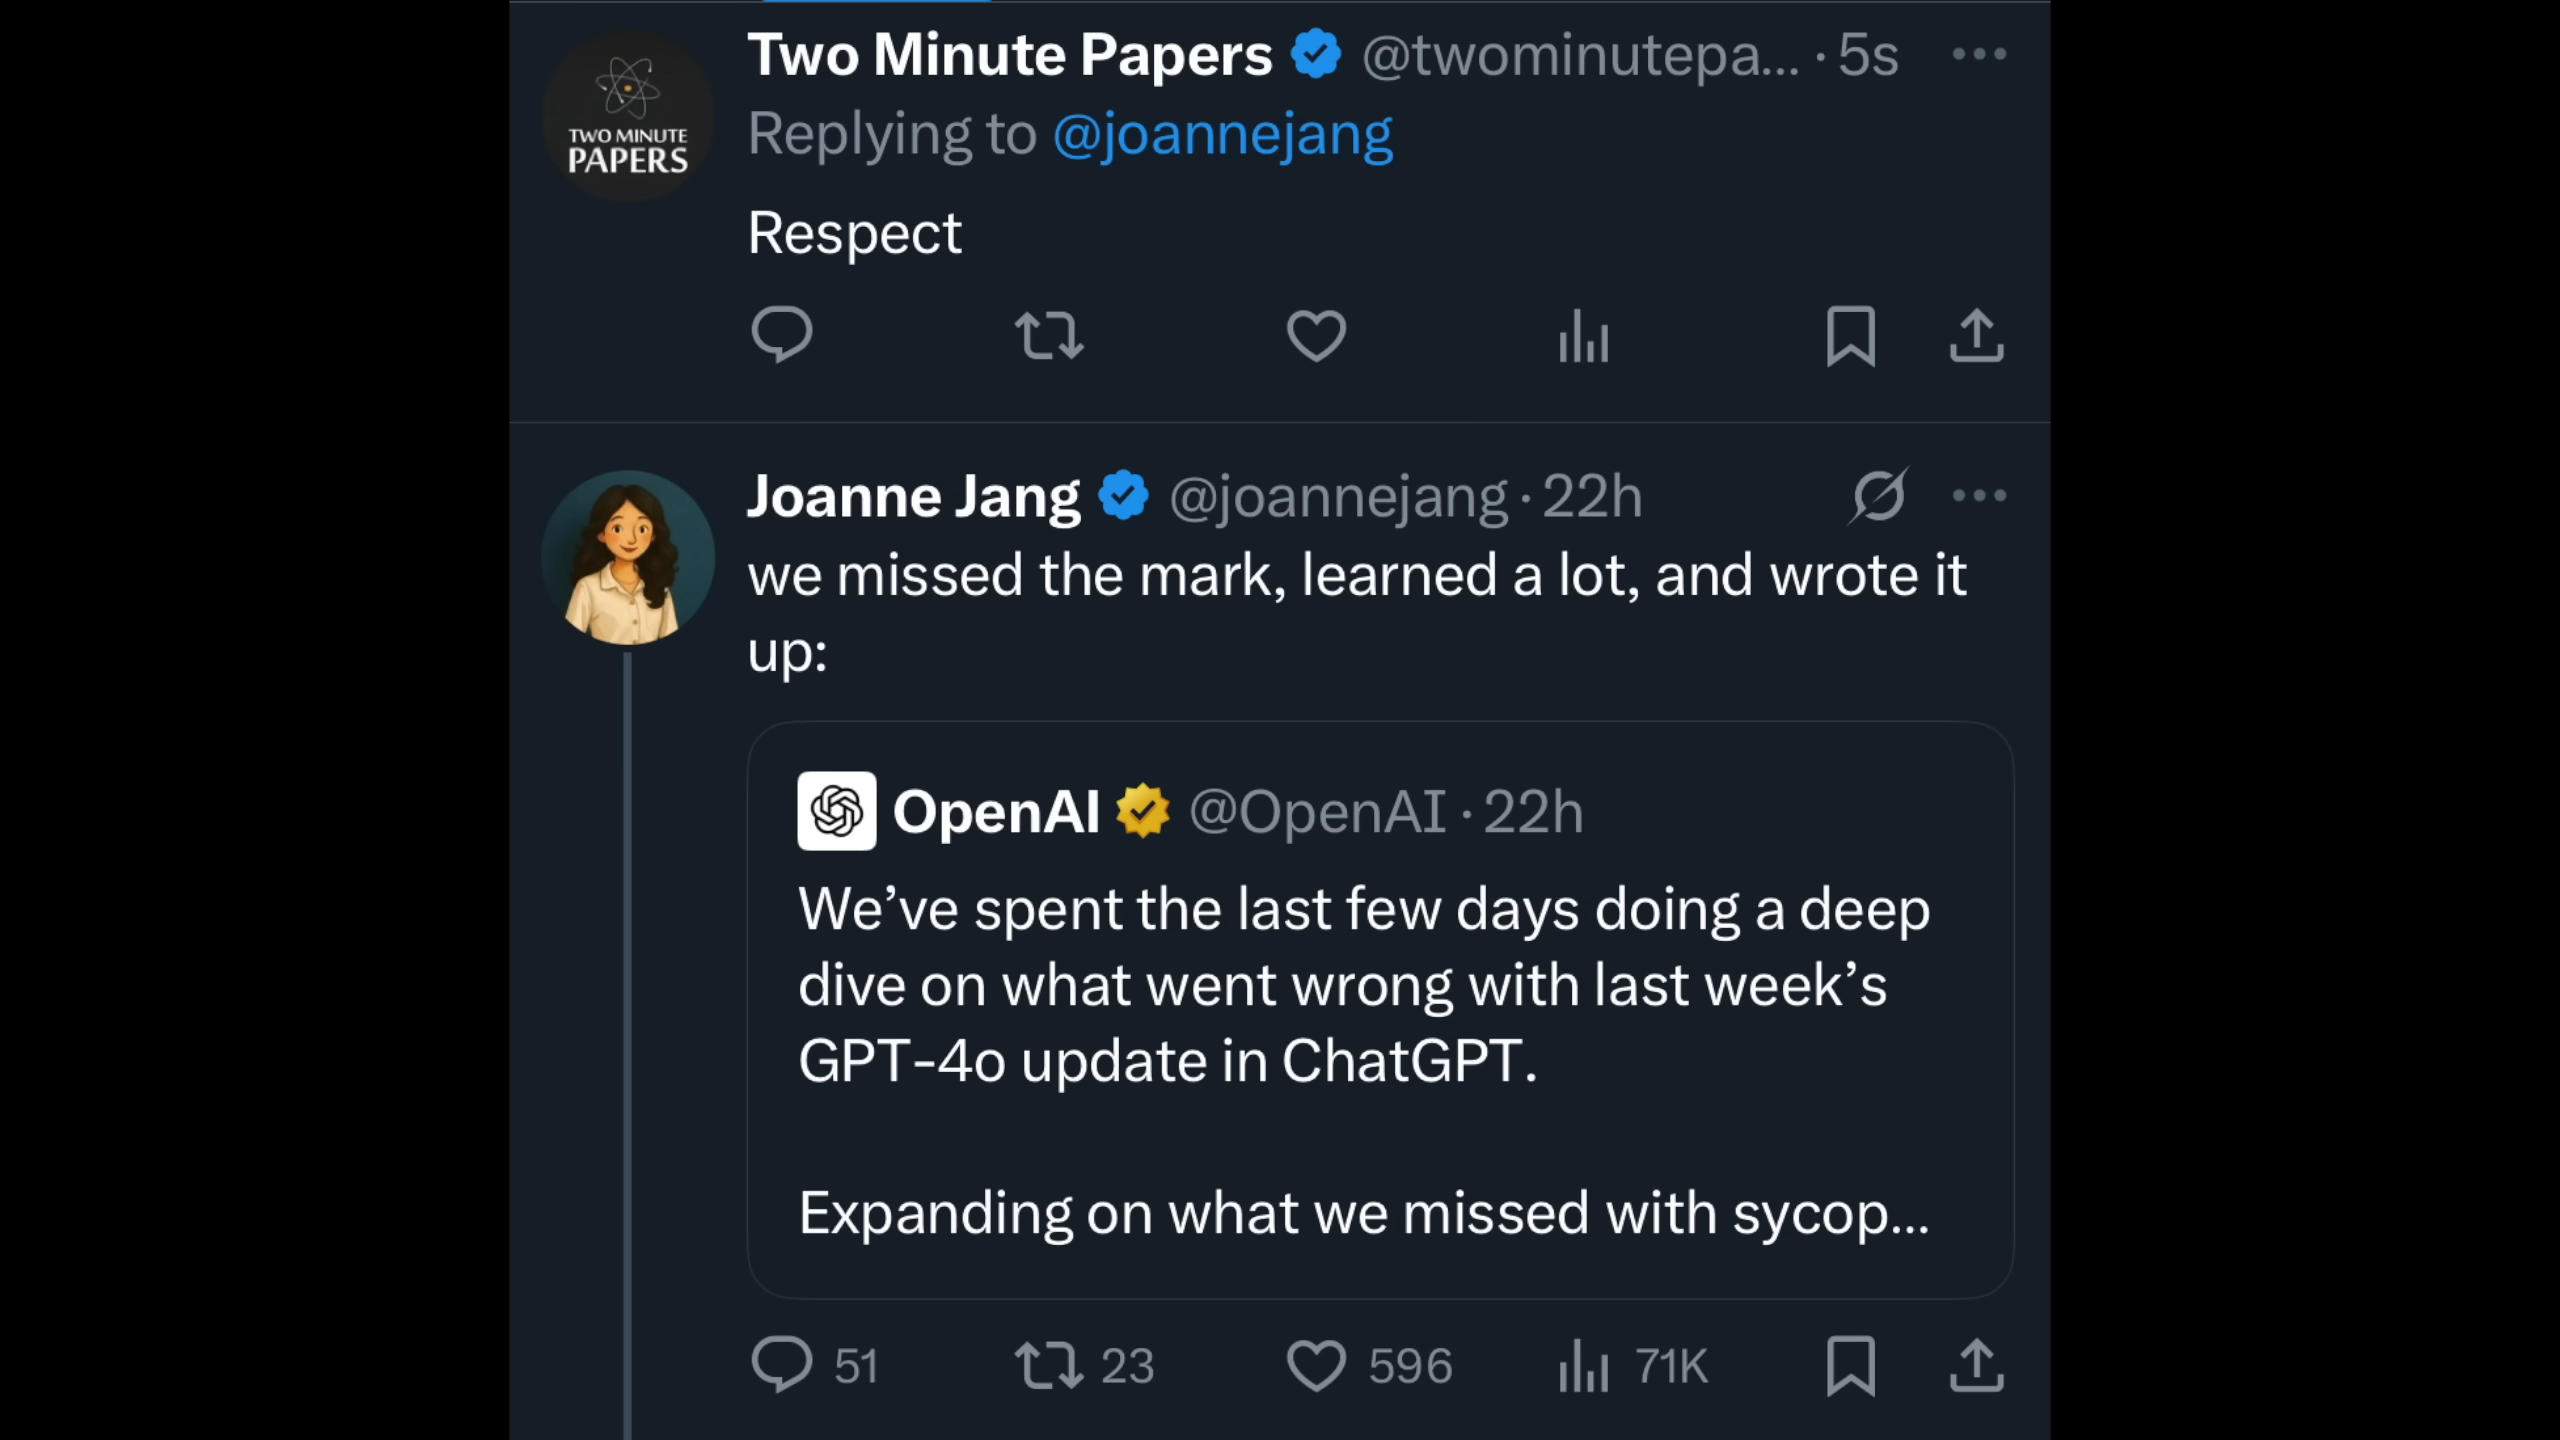 TWO MINUTE
PAPERS
Two Minute Papers @twominutepa... · 5s
Replying to @joannejang
Respect
Joanne Jang @joannejang · 22h
we missed the mark, learned a lot, and wrote it
up:
OpenAI @OpenAI · 22h
We’ve spent the last few days doing a deep
dive on what went wrong with last week’s
GPT-4o update in ChatGPT.
Expanding on what we missed with sycop...
51 23 596 71K